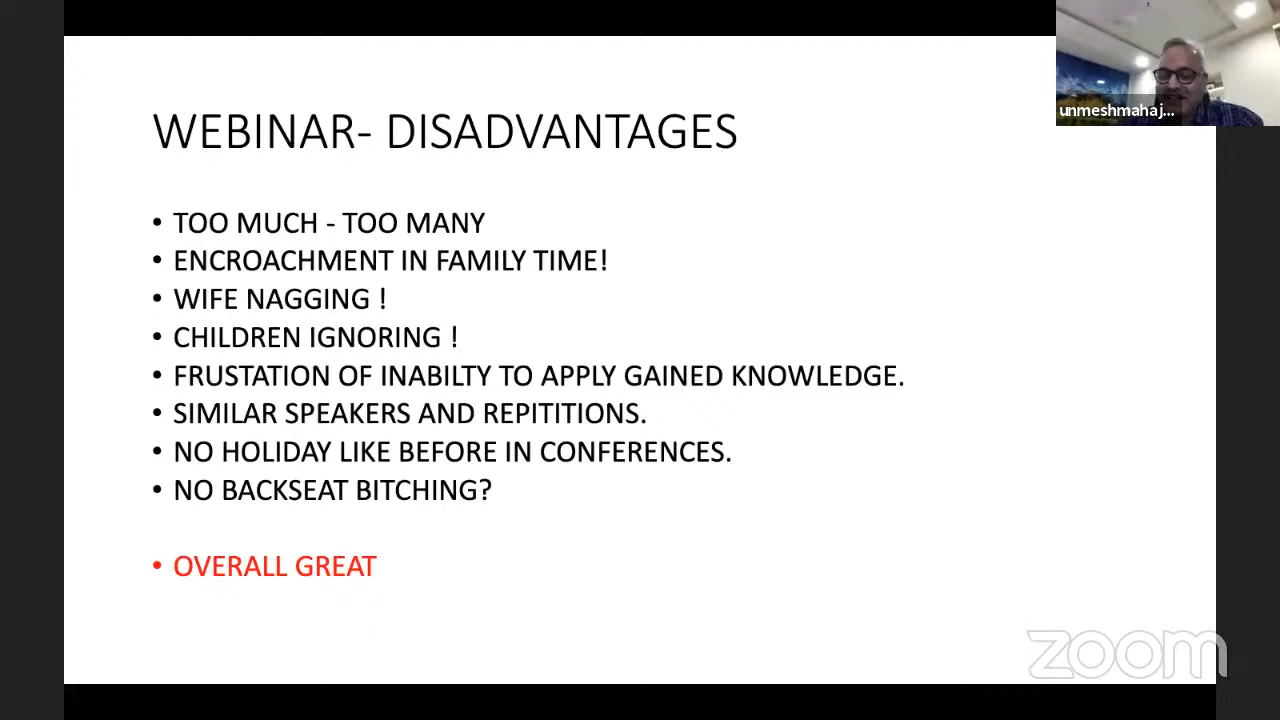 unmeshmahaj...
WEBINAR- DISADVANTAGES
• TOO MUCH - TOO MANY
• ENCROACHMENT IN FAMILY TIME!
• WIFE NAGGING !
• CHILDREN IGNORING !
• FRUSTATION OF INABILTY TO APPLY GAINED KNOWLEDGE.
• SIMILAR SPEAKERS AND REPITITIONS.
• NO HOLIDAY LIKE BEFORE IN CONFERENCES.
• NO BACKSEAT BITCHING?
• OVERALL GREAT
zoom